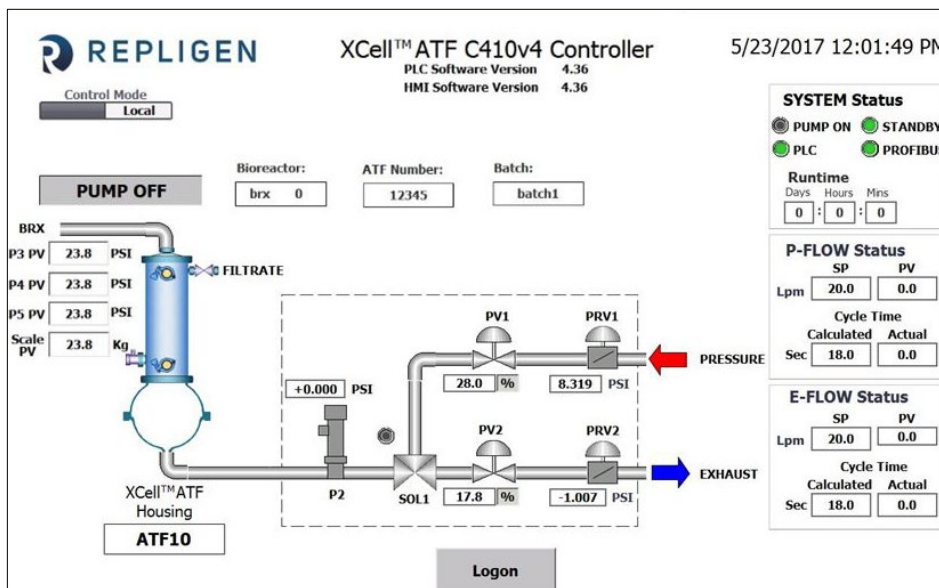 REPLIGEN
XCell™ ATF C410v4 Controller
PLC Software Version 4.36
HMI Software Version 4.36
5/23/2017 12:01:49 PM
Control Mode
Local
PUMP OFF
Bioreactor:
brx 0
ATF Number:
12345
Batch:
batch1
SYSTEM Status
PUMP ON STANDBY
PLC PROFIBUS
Runtime
Days Hours Mins
0 : 0 : 0
BRX
P3 PV 23.8 PSI
P4 PV 23.8 PSI
P5 PV 23.8 PSI
Scale PV 23.8 Kg
FILTRATE
XCell™ATF
Housing
ATF10
+0.000 PSI
P2
SOL1
PV1
28.0 %
PRV1
8.319 PSI
PRESSURE
PV2
17.8 %
PRV2
-1.007 PSI
EXHAUST
P-FLOW Status
SP PV
Lpm 20.0 0.0
Cycle Time
Calculated Actual
Sec 18.0 0.0
E-FLOW Status
SP PV
Lpm 20.0 0.0
Cycle Time
Calculated Actual
Sec 18.0 0.0
Logon